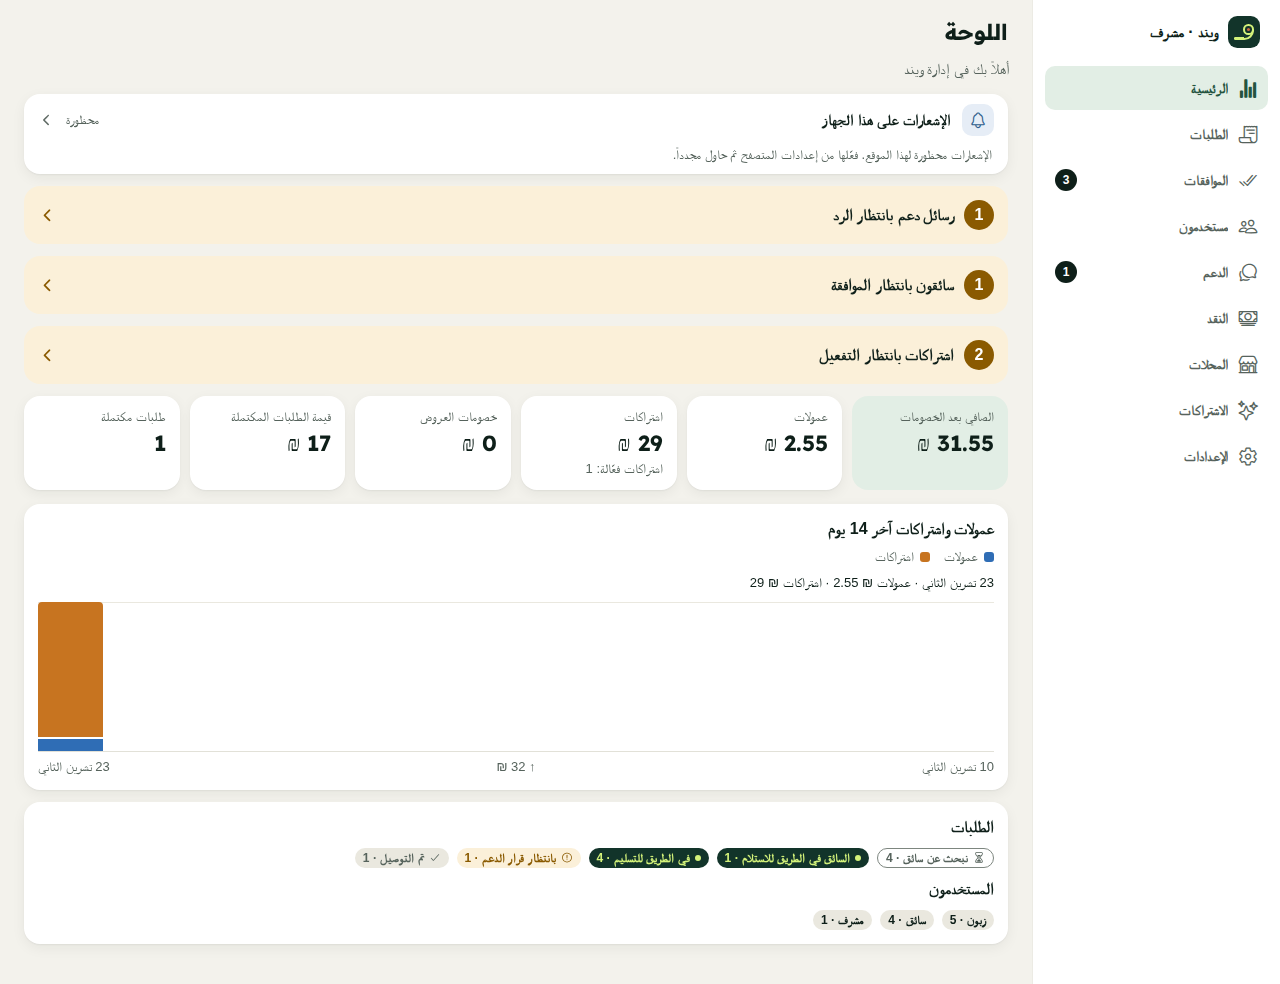 ويند · مشرف
الرئيسية
الطلبات
الموافقات
3
مستخدمون
الدعم
1
النقد
المحلات
الاشتراكات
الإعدادات
اللوحة
أهلاً بك في إدارة ويند
الإشعارات على هذا الجهاز
محظورة
الإشعارات محظورة لهذا الموقع. فعّلها من إعدادات المتصفح ثم حاول مجدداً.
1 رسائل دعم بانتظار الرد
1 سائقون بانتظار الموافقة
2 اشتراكات بانتظار التفعيل
الصافي بعد الخصومات
31.55 ₪
عمولات
2.55 ₪
اشتراكات
29 ₪
اشتراكات فعّالة: 1
خصومات العروض
0 ₪
قيمة الطلبات المكتملة
17 ₪
طلبات مكتملة
1
عمولات واشتراكات آخر 14 يوم
عمولات
اشتراكات
23 تشرين الثاني · عمولات ₪ 2.55 · اشتراكات ₪ 29
10 تشرين الثاني
↑ 32 ₪
23 تشرين الثاني
الطلبات
نبحث عن سائق · 4
السائق في الطريق للاستلام · 1
في الطريق للتسليم · 4
بانتظار قرار الدعم · 1
تم التوصيل · 1
المستخدمون
زبون · 5
سائق · 4
مشرف · 1